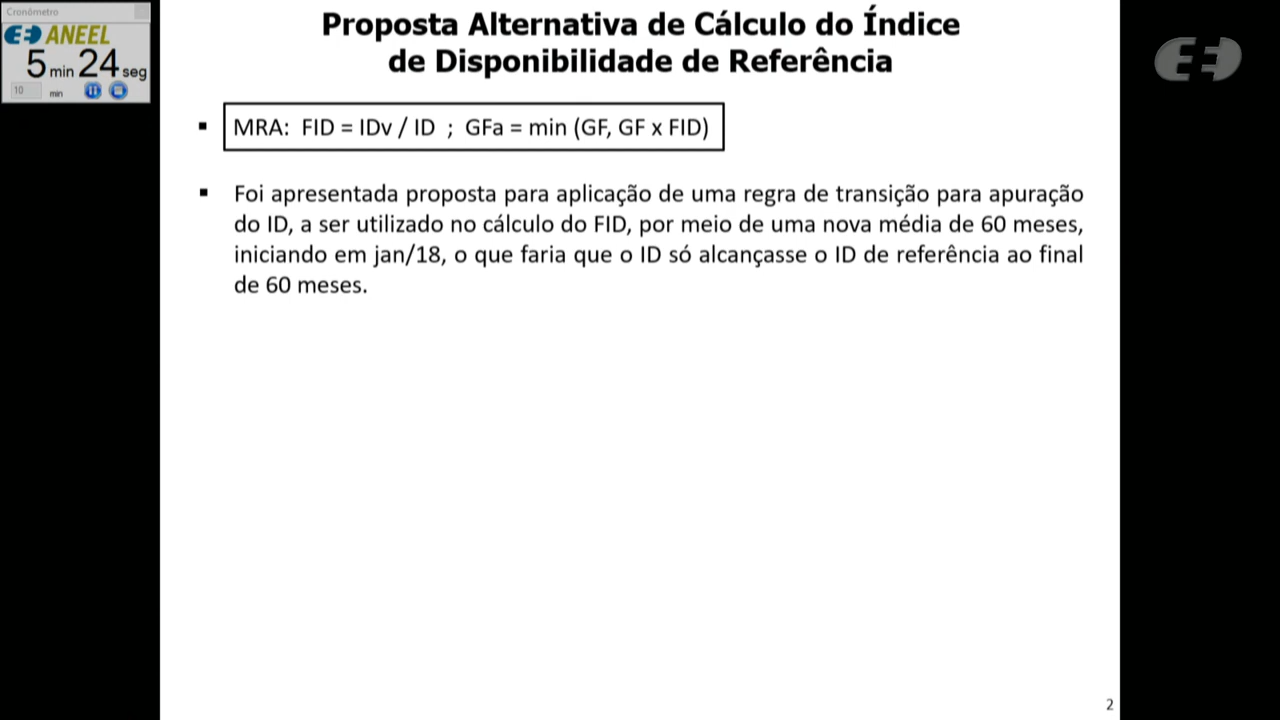 Cronômetro
ANEEL
5 min 24 seg
10 min
Proposta Alternativa de Cálculo do Índice
de Disponibilidade de Referência
▪ MRA: FID = IDv / ID ; GFa = min (GF, GF x FID)
▪ Foi apresentada proposta para aplicação de uma regra de transição para apuração
do ID, a ser utilizado no cálculo do FID, por meio de uma nova média de 60 meses,
iniciando em jan/18, o que faria que o ID só alcançasse o ID de referência ao final
de 60 meses.
2